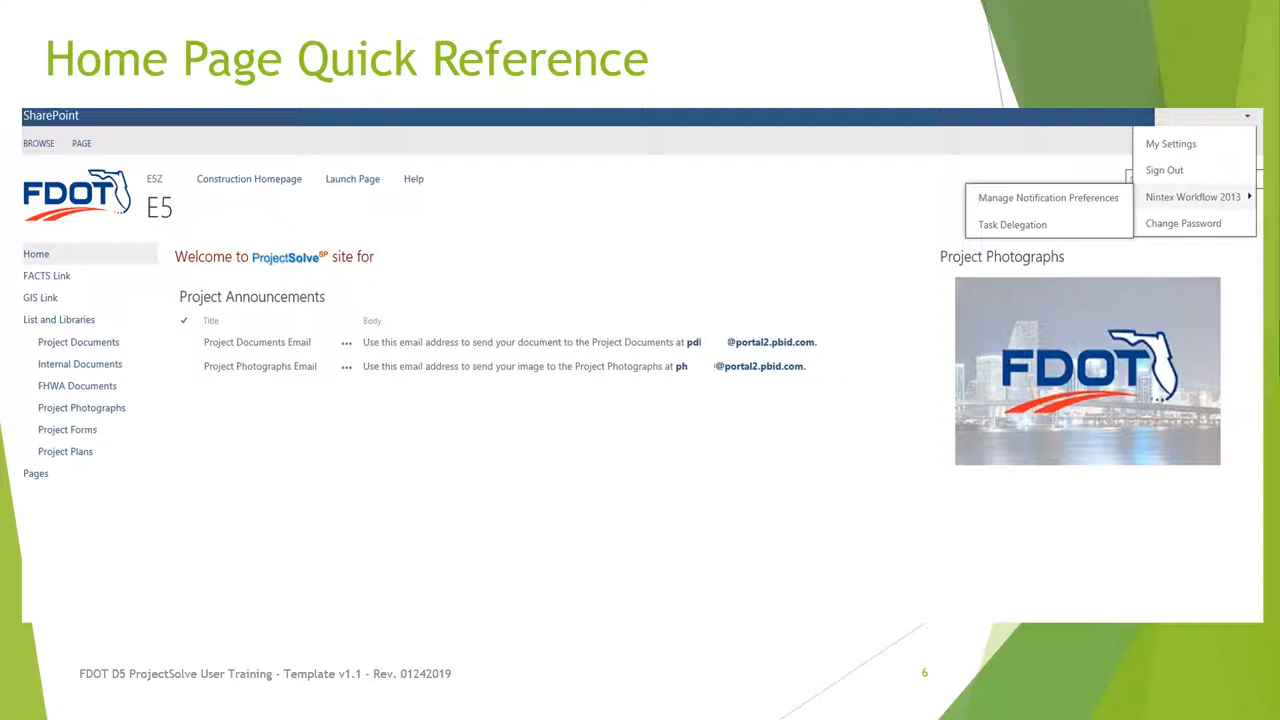 Home Page Quick Reference
SharePoint
BROWSE PAGE
My Settings
Sign Out
Nintex Workflow 2013
Change Password
Manage Notification Preferences
Task Delegation
FDOT
E5Z Construction Homepage Launch Page Help
E5
Home
FACTS Link
GIS Link
List and Libraries
Project Documents
Internal Documents
FHWA Documents
Project Photographs
Project Forms
Project Plans
Pages
Welcome to ProjectSolveSP site for
Project Announcements
Title Body
Project Documents Email ••• Use this email address to send your document to the Project Documents at pd @portal2.pbid.com.
Project Photographs Email ••• Use this email address to send your image to the Project Photographs at ph @portal2.pbid.com.
Project Photographs
FDOT
FDOT D5 ProjectSolve User Training - Template v1.1 - Rev. 01242019
6